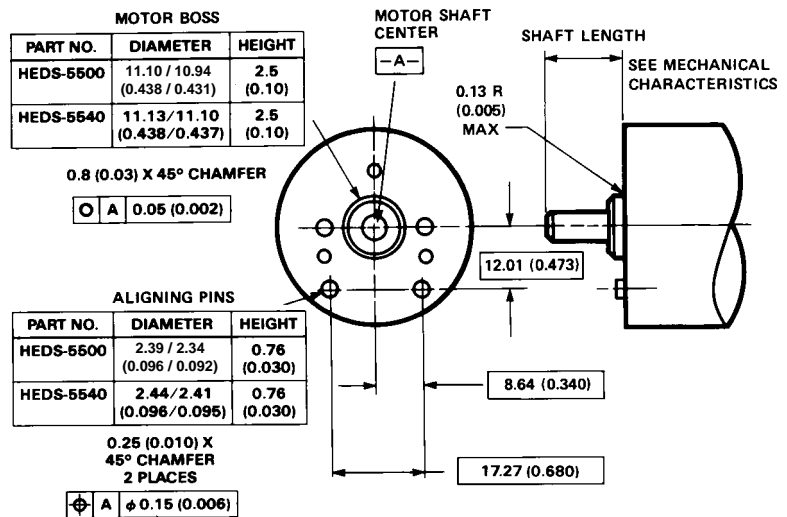 MOTOR BOSS
PART NO. DIAMETER HEIGHT
HEDS-5500 11.10 / 10.94 (0.438 / 0.431) 2.5 (0.10)
HEDS-5540 11.13/11.10 (0.438/0.437) 2.5 (0.10)
0.8 (0.03) X 45° CHAMFER
O A 0.05 (0.002)
MOTOR SHAFT
CENTER
–A–
SHAFT LENGTH
SEE MECHANICAL
CHARACTERISTICS
0.13 R
(0.005)
MAX
12.01 (0.473)
ALIGNING PINS
PART NO. DIAMETER HEIGHT
HEDS-5500 2.39 / 2.34 (0.096 / 0.092) 0.76 (0.030)
HEDS-5540 2.44/2.41 (0.096/0.095) 0.76 (0.030)
0.25 (0.010) X
45° CHAMFER
2 PLACES
⌖ A ϕ 0.15 (0.006)
8.64 (0.340)
17.27 (0.680)